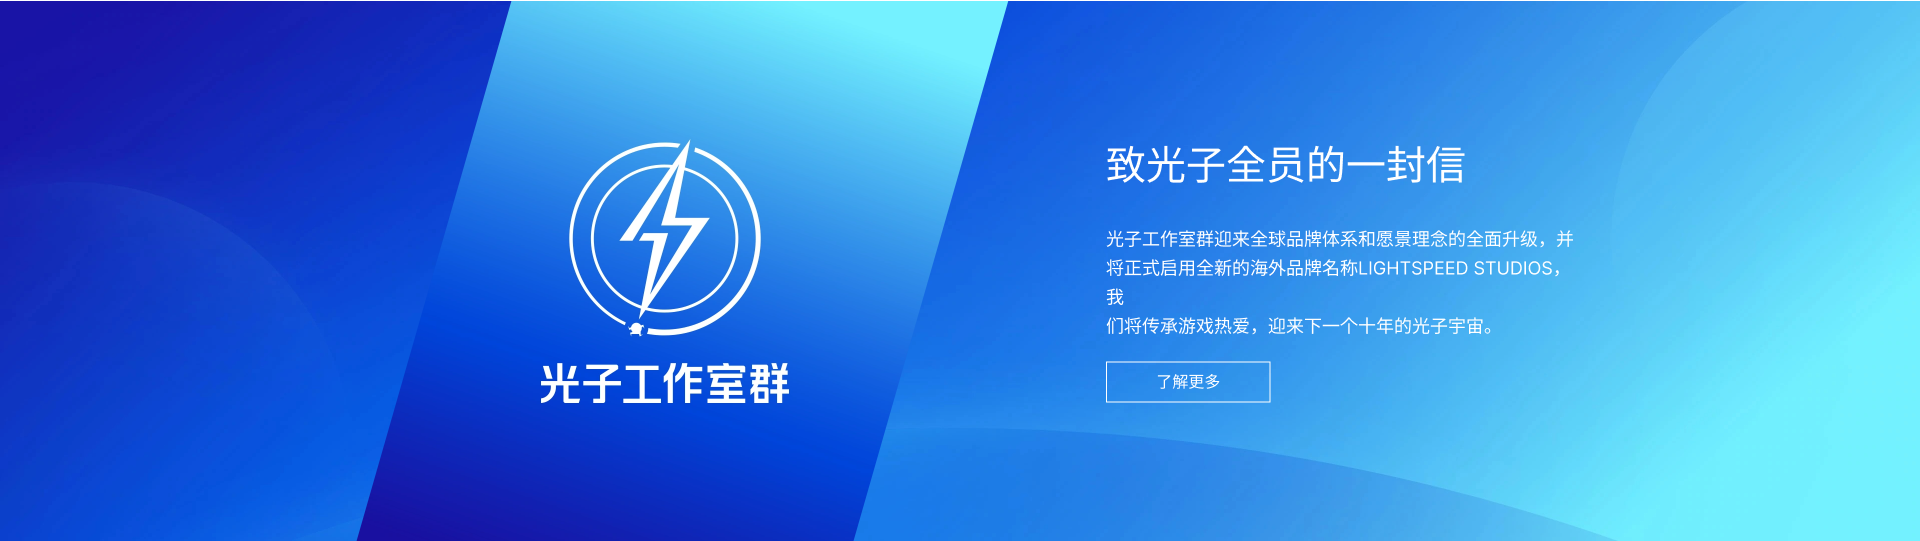 光子工作室群
致光子全员的一封信
光子工作室群迎来全球品牌体系和愿景理念的全面升级，并
将正式启用全新的海外品牌名称LIGHTSPEED STUDIOS，
我
们将传承游戏热爱，迎来下一个十年的光子宇宙。
了解更多